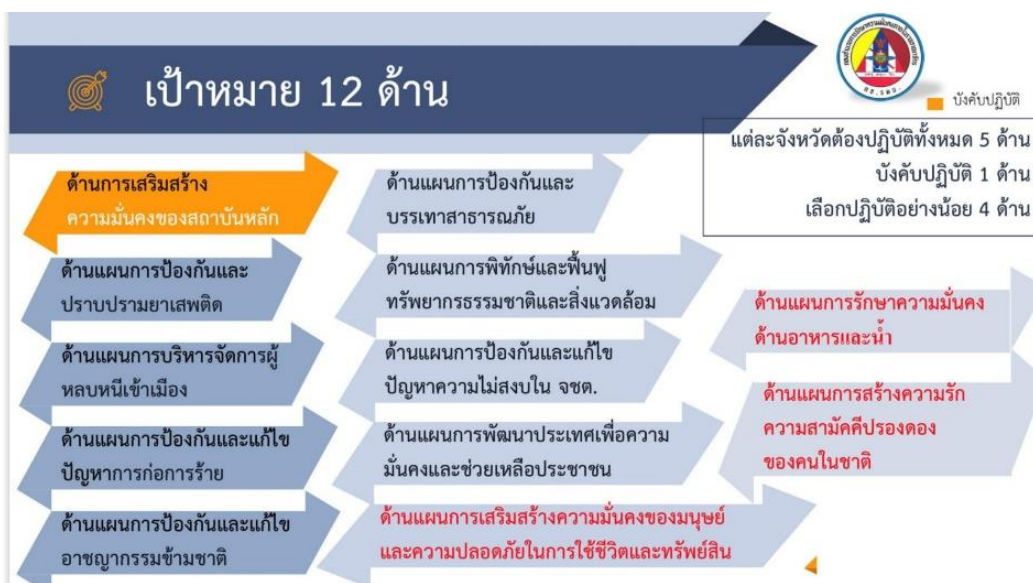 เป้าหมาย 12 ด้าน
บังคับปฏิบัติ
แต่ละจังหวัดต้องปฏิบัติทั้งหมด 5 ด้าน
บังคับปฏิบัติ 1 ด้าน
เลือกปฏิบัติอย่างน้อย 4 ด้าน
ด้านการเสริมสร้าง
ความมั่นคงของสถาบันหลัก
ด้านแผนการป้องกันและ
ปราบปรามยาเสพติด
ด้านแผนการบริหารจัดการผู้
หลบหนีเข้าเมือง
ด้านแผนการป้องกันและแก้ไข
ปัญหาการก่อการร้าย
ด้านแผนการป้องกันและแก้ไข
อาชญากรรมข้ามชาติ
ด้านแผนการป้องกันและ
บรรเทาสาธารณภัย
ด้านแผนการพิทักษ์และฟื้นฟู
ทรัพยากรธรรมชาติและสิ่งแวดล้อม
ด้านแผนการป้องกันและแก้ไข
ปัญหาความไม่สงบใน จชต.
ด้านแผนการพัฒนาประเทศเพื่อความ
มั่นคงและช่วยเหลือประชาชน
ด้านแผนการเสริมสร้างความมั่นคงของมนุษย์
และความปลอดภัยในการใช้ชีวิตและทรัพย์สิน
ด้านแผนการรักษาความมั่นคง
ด้านอาหารและน้ำ
ด้านแผนการสร้างความรัก
ความสามัคคีปรองดอง
ของคนในชาติ